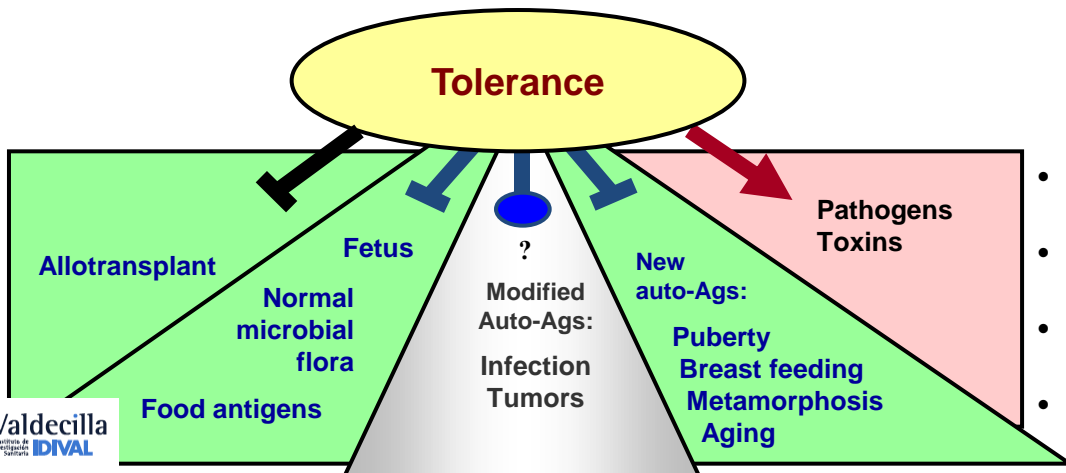 Tolerance
Allotransplant
Fetus
Normal
microbial
flora
Food antigens
?
Modified
Auto-Ags:
Infection
Tumors
New
auto-Ags:
Puberty
Breast feeding
Metamorphosis
Aging
Pathogens
Toxins
•
•
•
•
Valdecilla
IDIVAL